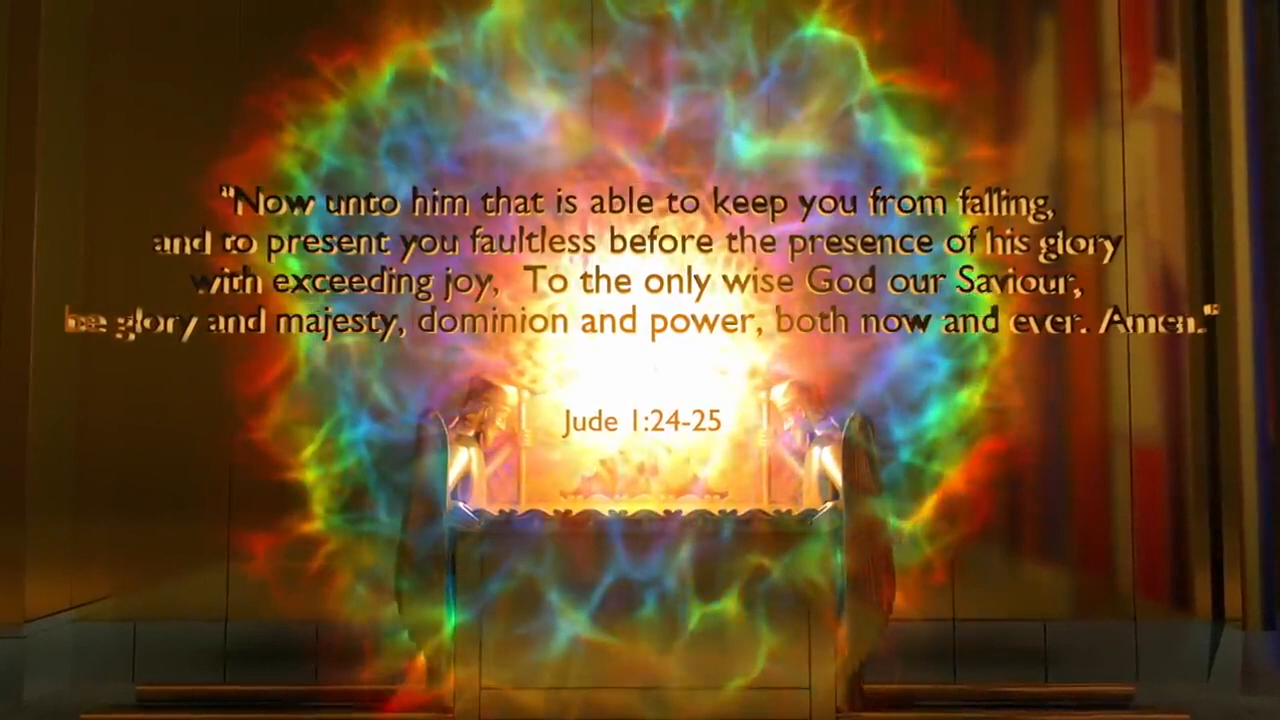 "Now unto him that is able to keep you from falling,
and to present you faultless before the presence of his glory
with exceeding joy, To the only wise God our Saviour,
be glory and majesty, dominion and power, both now and ever. Amen."
Jude 1:24-25